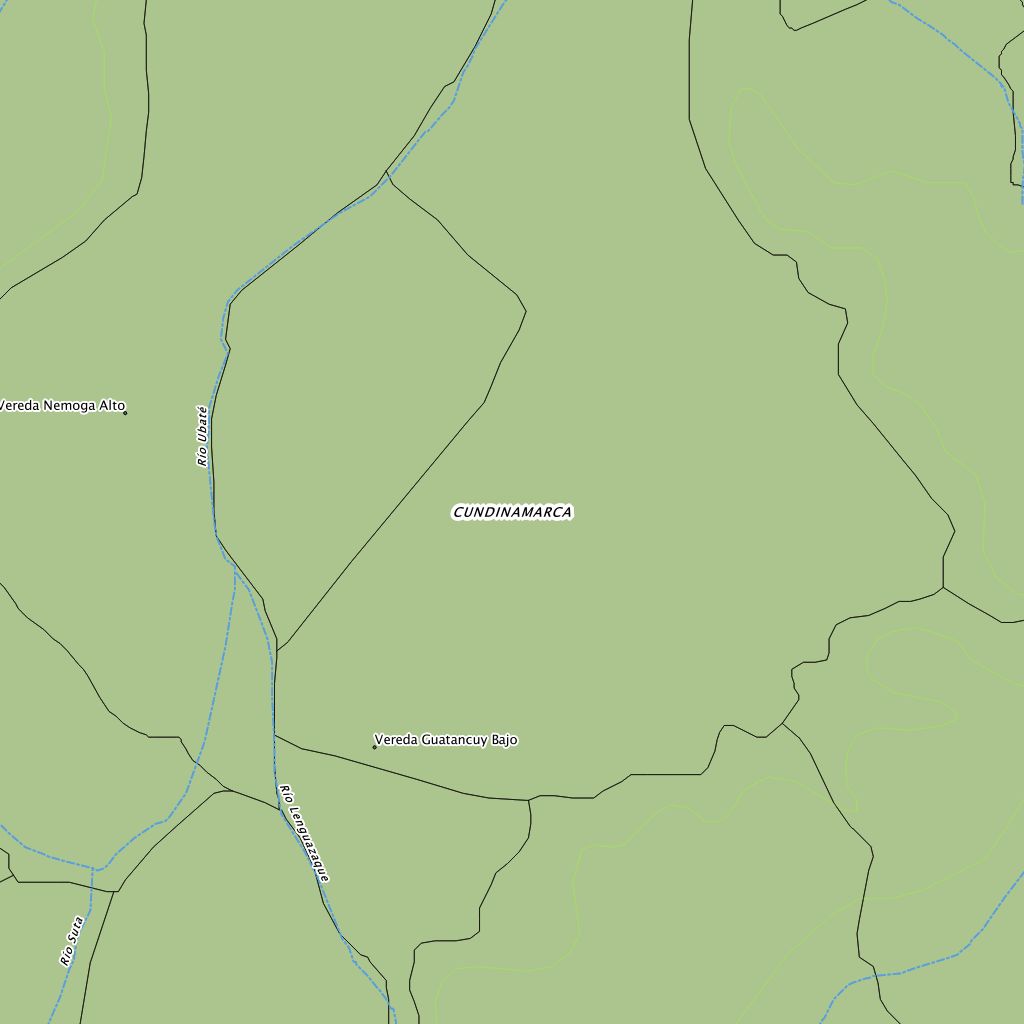 Vereda Nemoga Alto
Río Ubaté
CUNDINAMARCA
Vereda Guatancuy Bajo
Río Lenguazaque
Río Suta